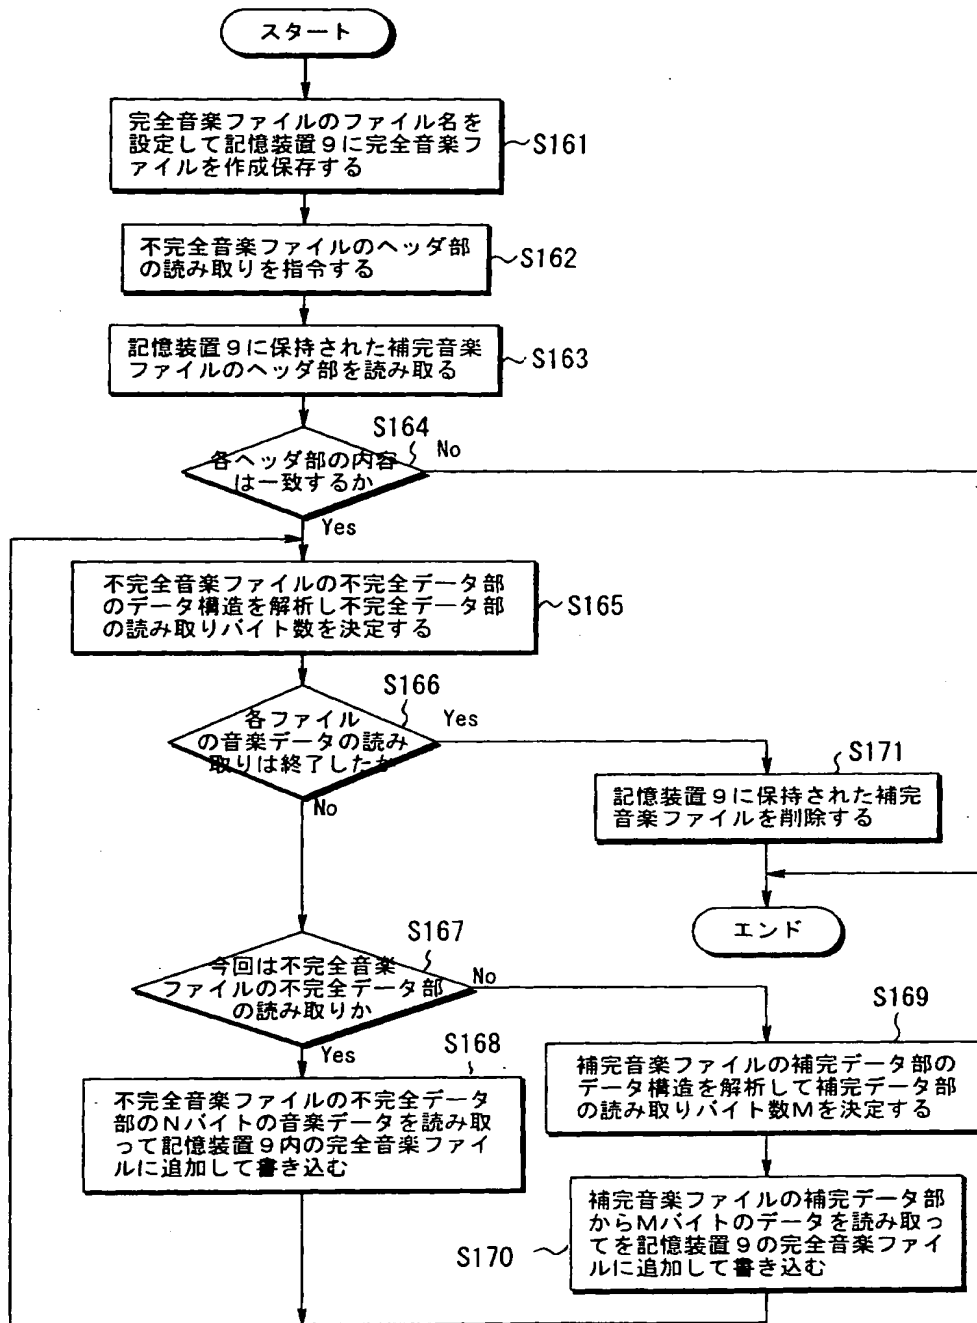 スタート
完全音楽ファイルのファイル名を
設定して記憶装置9に完全音楽フ
ァイルを作成保存する
S161
不完全音楽ファイルのヘッダ部
の読み取りを指令する
S162
記憶装置9に保持された補完音楽
ファイルのヘッダ部を読み取る
S163
S164
各ヘッダ部の内容
は一致するか
No
Yes
不完全音楽ファイルの不完全データ部
のデータ構造を解析し不完全データ部
の読み取りバイト数を決定する
S165
S166
各ファイル
の音楽データの読み
取りは終了したか
Yes
No
S171
記憶装置9に保持された補完
音楽ファイルを削除する
エンド
S167
今回は不完全音楽
ファイルの不完全データ部
の読み取りか
No
Yes
S168
不完全音楽ファイルの不完全データ
部のNバイトの音楽データを読み取
って記憶装置9内の完全音楽ファイ
ルに追加して書き込む
S169
補完音楽ファイルの補完データ部の
データ構造を解析して補完データ部
の読み取りバイト数Mを決定する
補完音楽ファイルの補完データ部
からMバイトのデータを読み取っ
てを記憶装置9の完全音楽ファイ
ルに追加して書き込む
S170